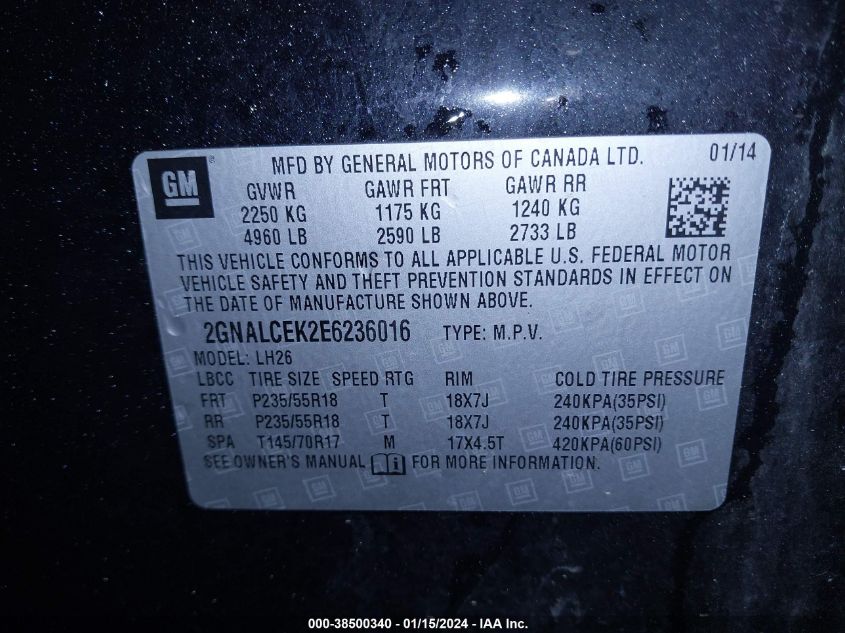 GM
MFD BY GENERAL MOTORS OF CANADA LTD. 01/14
GVWR GAWR FRT GAWR RR
2250 KG 1175 KG 1240 KG
4960 LB 2590 LB 2733 LB
THIS VEHICLE CONFORMS TO ALL APPLICABLE U.S. FEDERAL MOTOR
VEHICLE SAFETY AND THEFT PREVENTION STANDARDS IN EFFECT ON
THE DATE OF MANUFACTURE SHOWN ABOVE.
2GNALCEK2E6236016 TYPE: M.P.V.
MODEL: LH26
LBCC TIRE SIZE SPEED RTG RIM COLD TIRE PRESSURE
FRT P235/55R18 T 18X7J 240KPA(35PSI)
RR P235/55R18 T 18X7J 240KPA(35PSI)
SPA T145/70R17 M 17X4.5T 420KPA(60PSI)
SEE OWNER'S MANUAL FOR MORE INFORMATION.
000-38500340 - 01/15/2024 - IAA Inc.